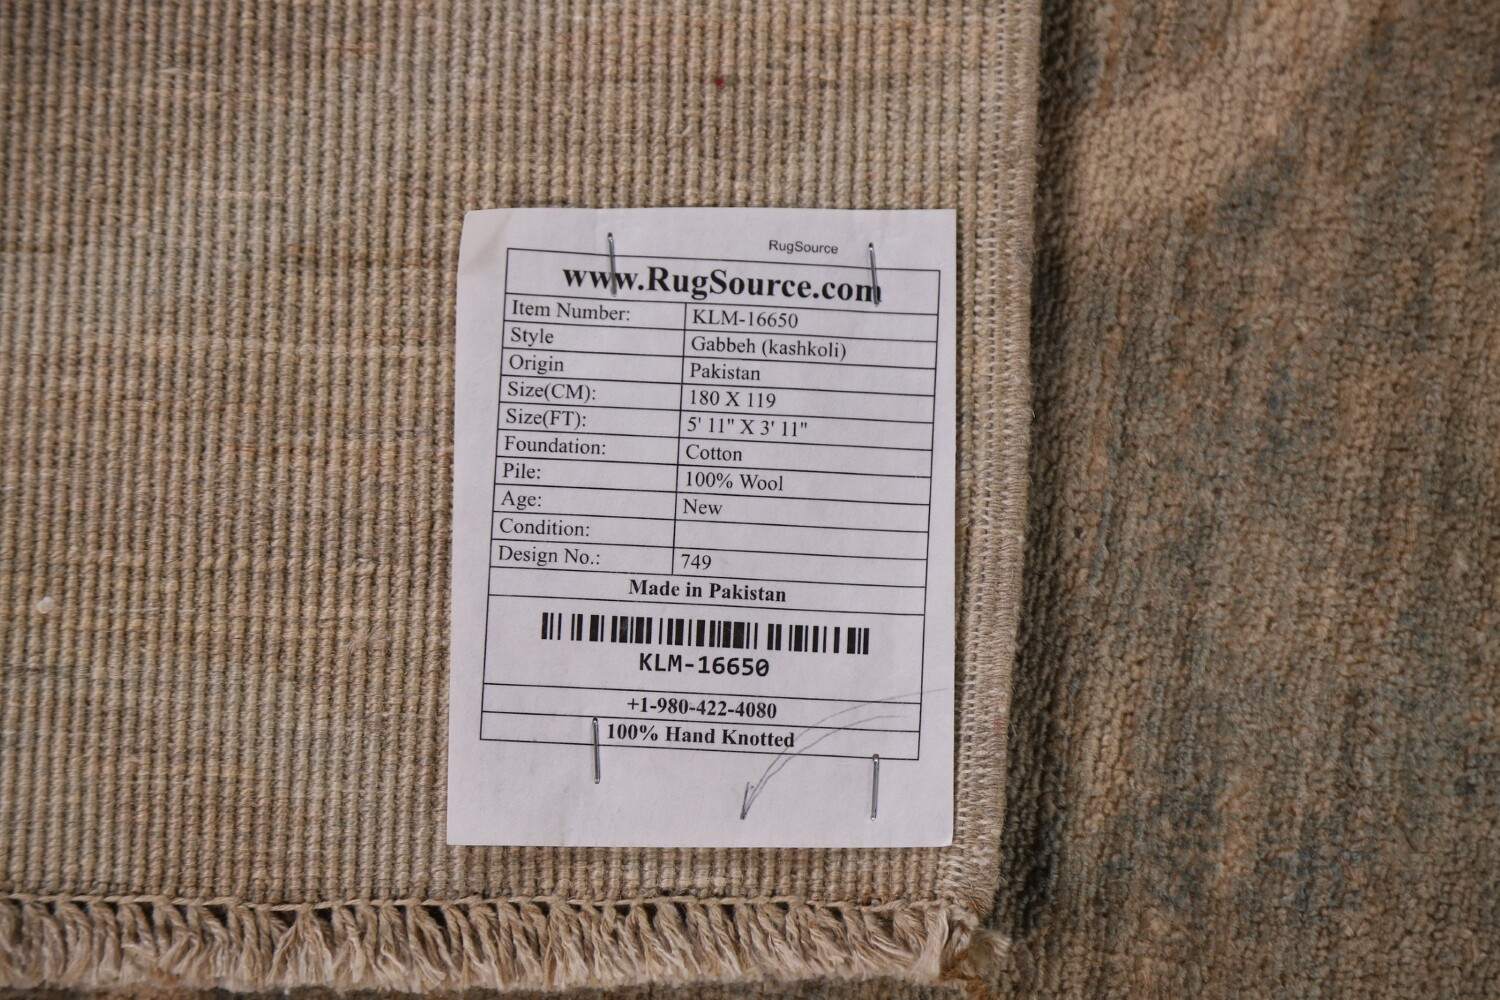 RugSource
www.RugSource.com
Item Number: KLM-16650
Style Gabbeh (kashkoli)
Origin Pakistan
Size(CM): 180 X 119
Size(FT): 5' 11" X 3' 11"
Foundation: Cotton
Pile: 100% Wool
Age: New
Condition:
Design No.: 749
Made in Pakistan
KLM-16650
+1-980-422-4080
100% Hand Knotted